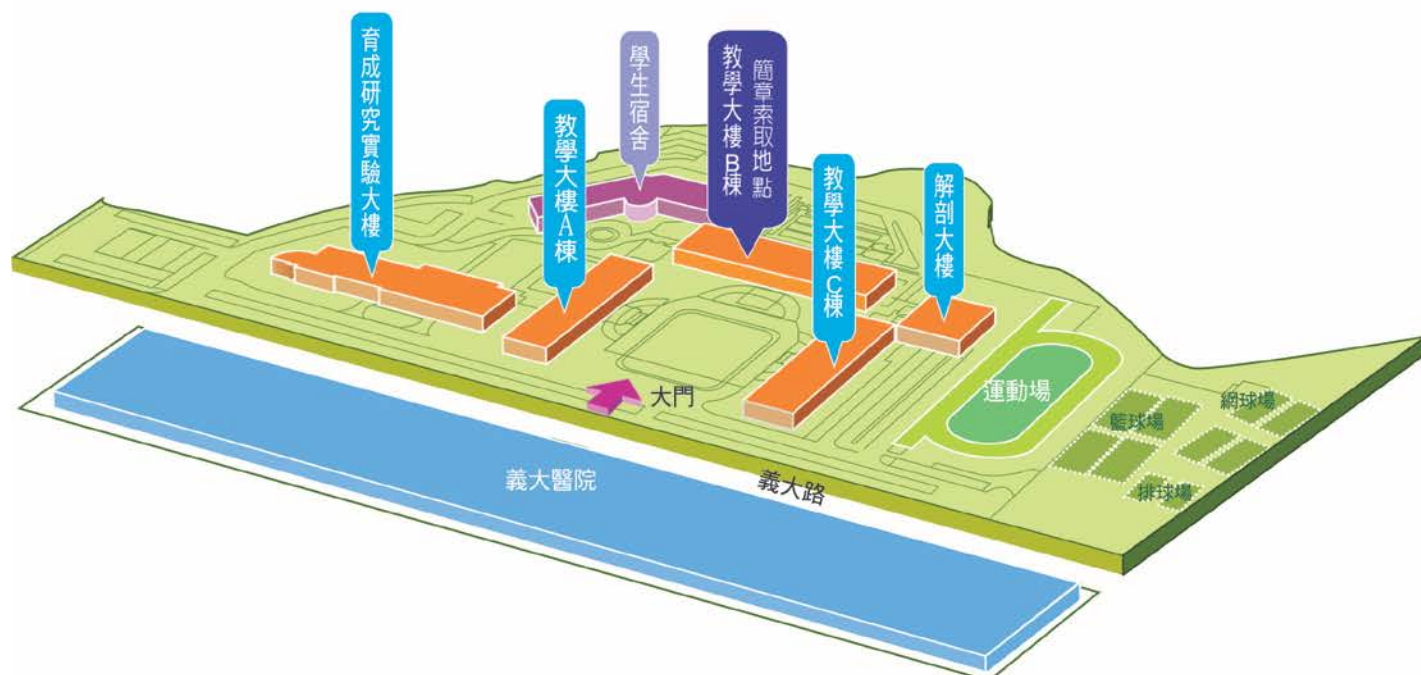 育成研究實驗大樓
教學大樓A棟
學生宿舍
簡章索取地點
教學大樓B棟
教學大樓C棟
解剖大樓
大門
運動場
籃球場
網球場
排球場
義大醫院
義大路